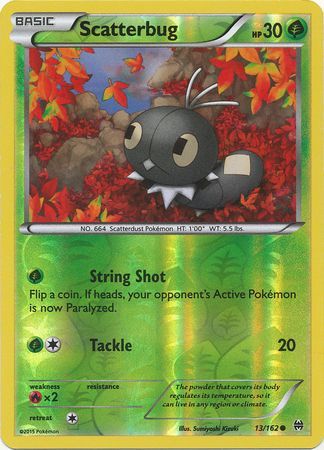 BASIC
Scatterbug
HP 30
NO. 664 Scatterdust Pokémon HT: 1'00" WT: 5.5 lbs.
String Shot
Flip a coin. If heads, your opponent's Active Pokémon
is now Paralyzed.
Tackle 20
weakness resistance
×2
retreat
The powder that covers its body
regulates its temperature, so it
can live in any region or climate.
©2015 Pokémon
Illus. Sumiyoshi Kizuki
13/162